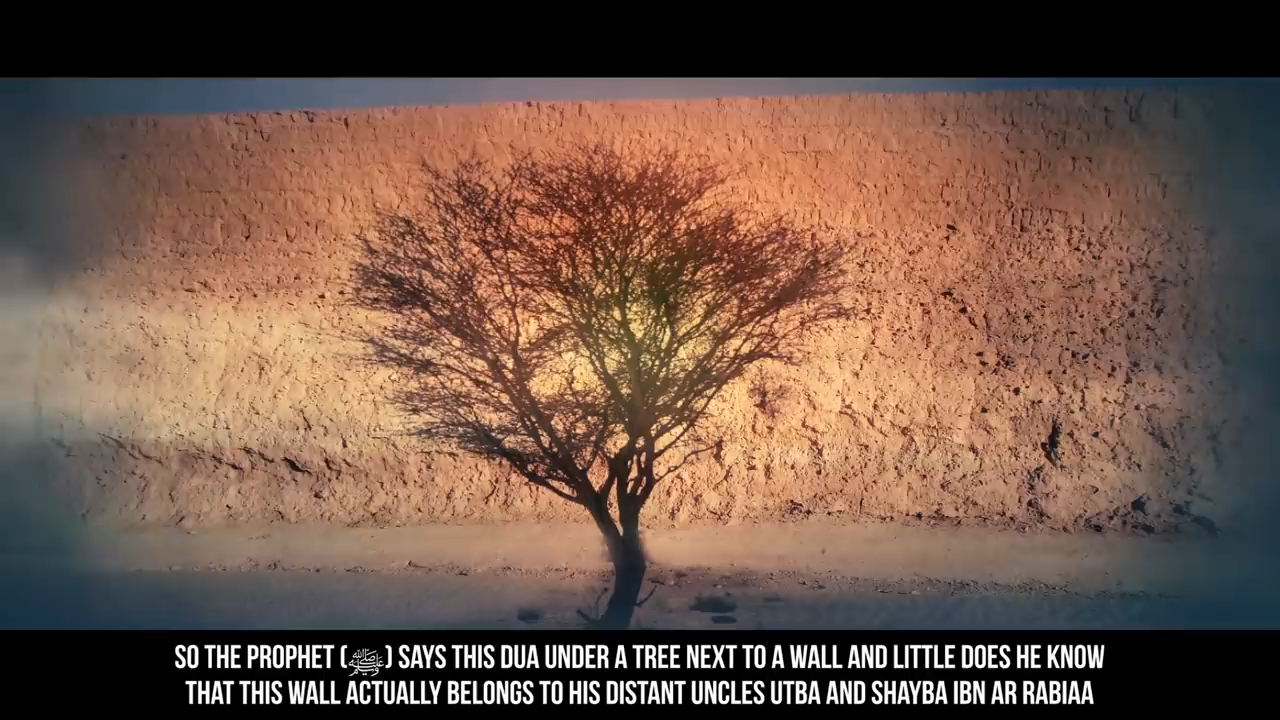 SO THE PROPHET (ﷺ) SAYS THIS DUA UNDER A TREE NEXT TO A WALL AND LITTLE DOES HE KNOW
THAT THIS WALL ACTUALLY BELONGS TO HIS DISTANT UNCLES UTBA AND SHAYBA IBN AR RABIAA